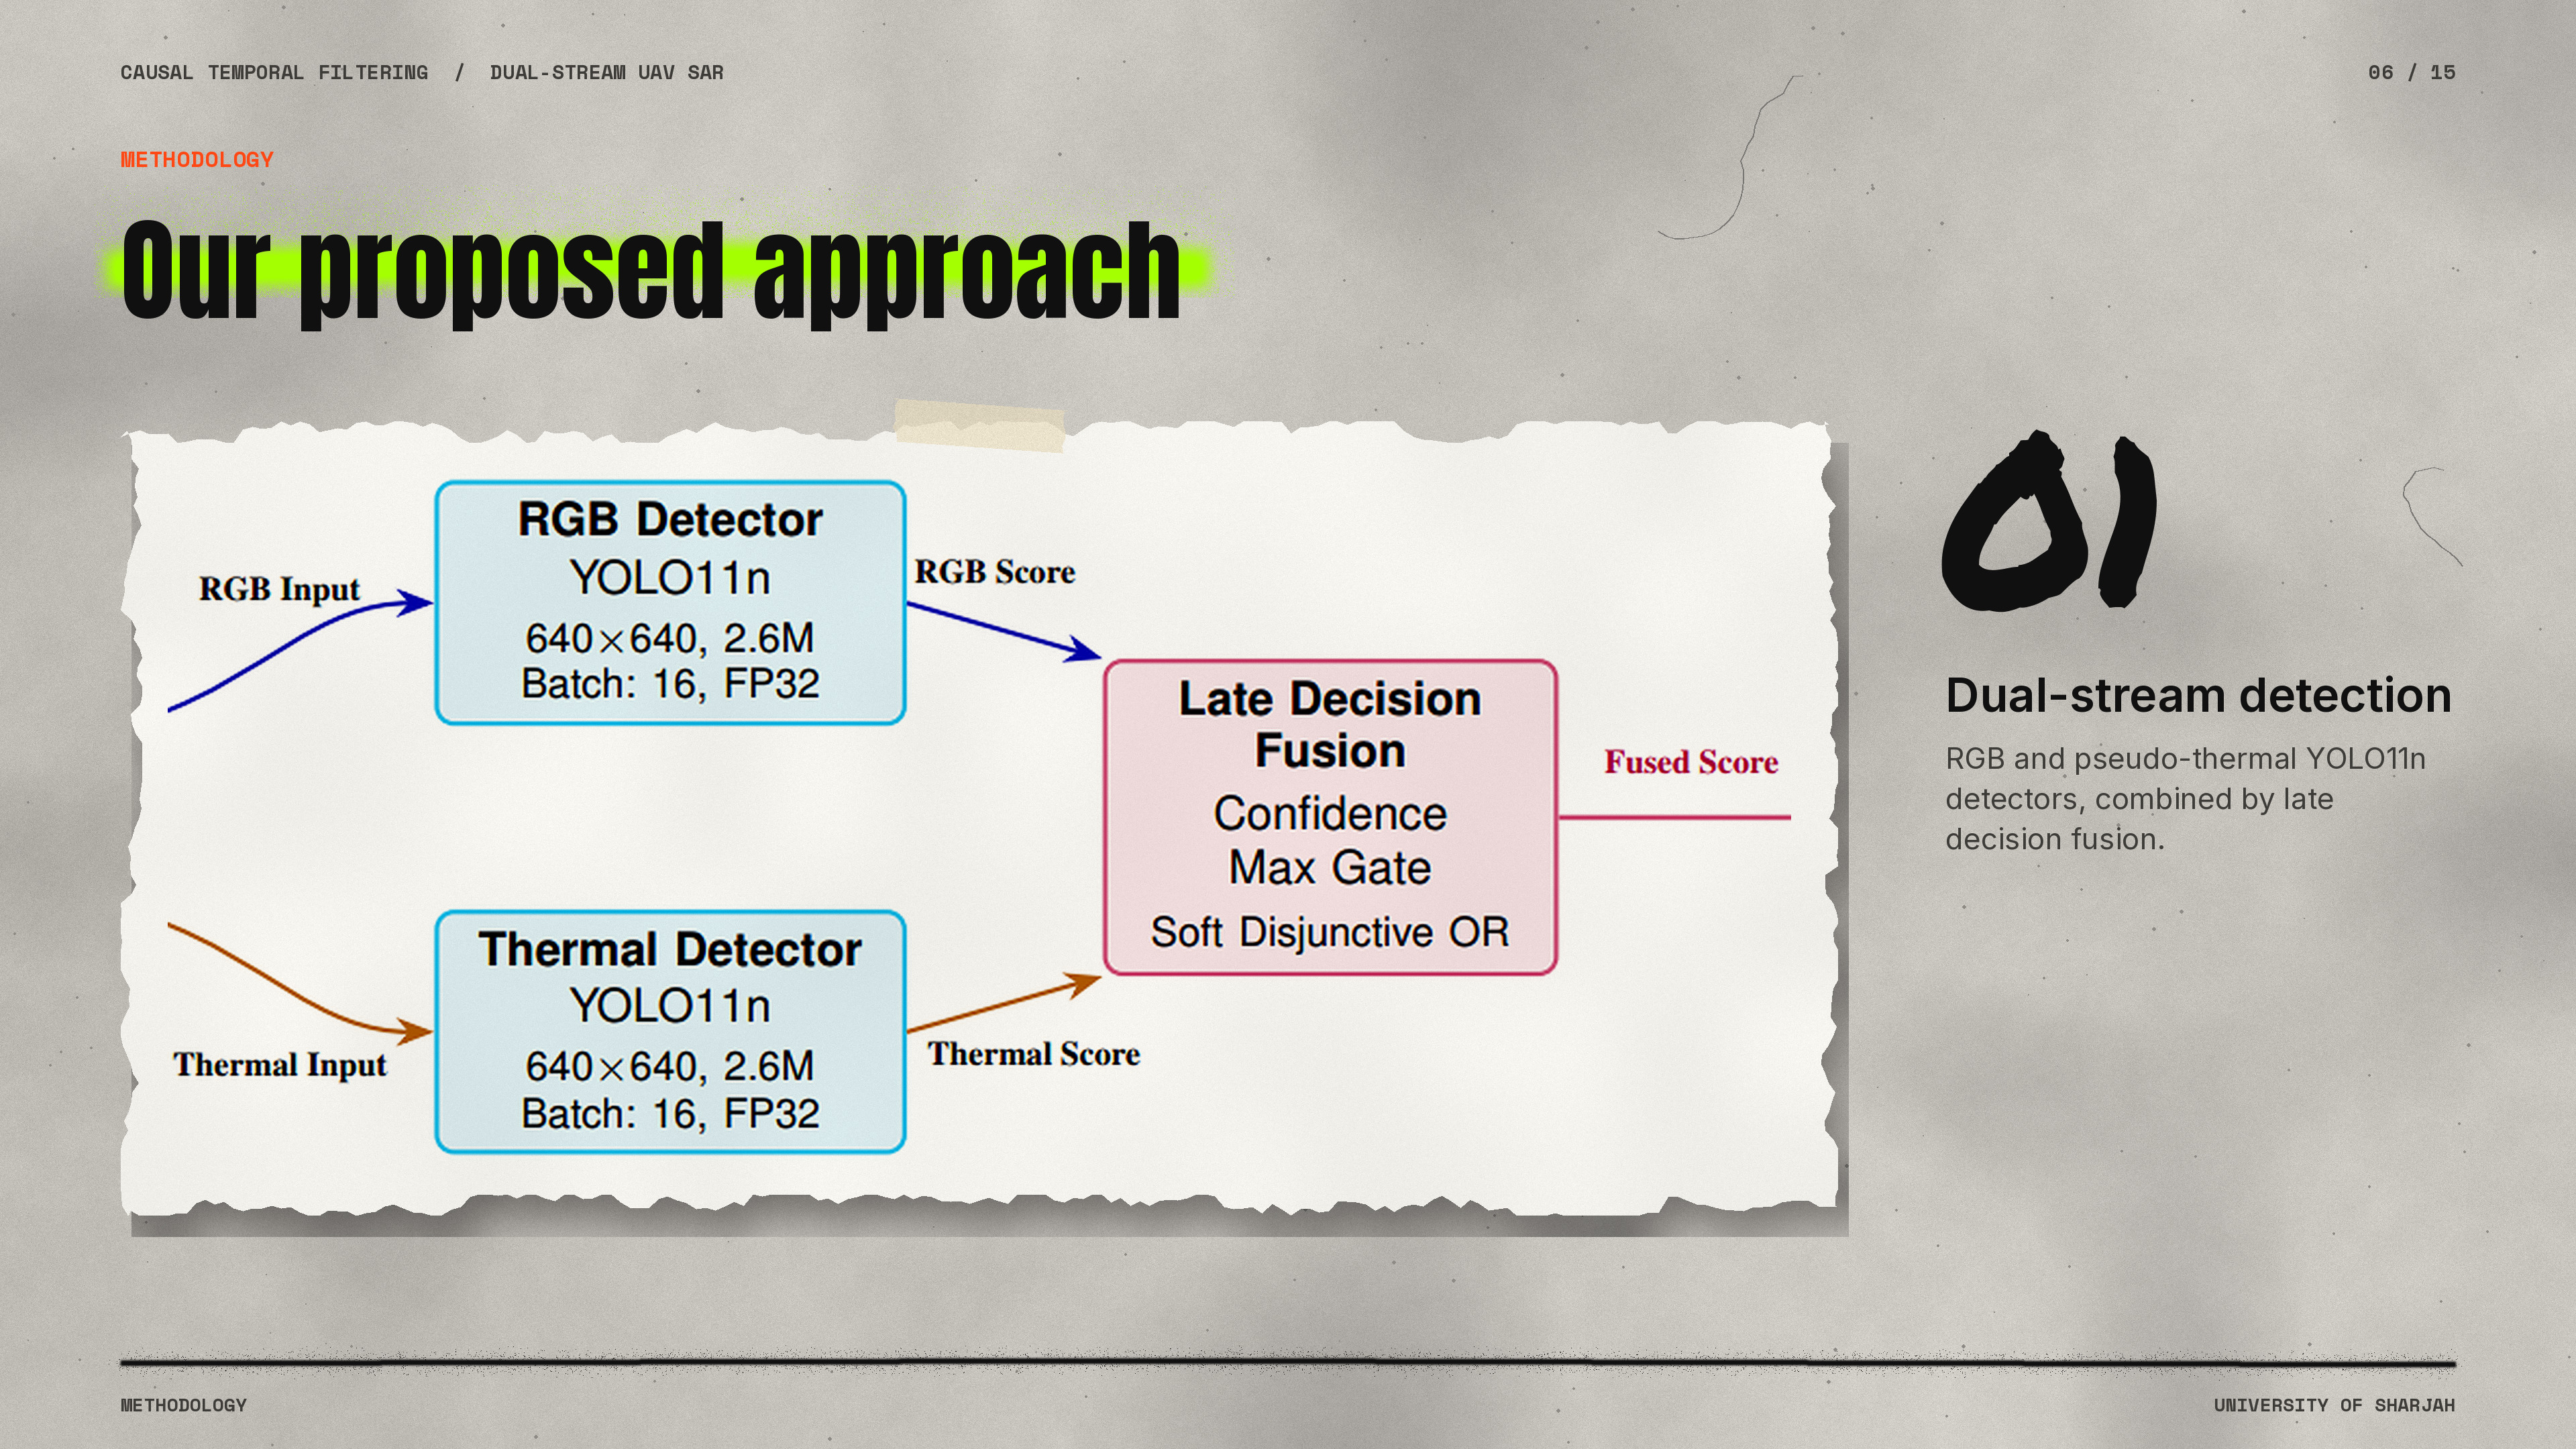 CAUSAL TEMPORAL FILTERING / DUAL-STREAM UAV SAR
06 / 15
METHODOLOGY
Our proposed approach
RGB Input
RGB Detector
YOLO11n
640×640, 2.6M
Batch: 16, FP32
RGB Score
Thermal Input
Thermal Detector
YOLO11n
640×640, 2.6M
Batch: 16, FP32
Thermal Score
Late Decision
Fusion
Confidence
Max Gate
Soft Disjunctive OR
Fused Score
01
Dual-stream detection
RGB and pseudo-thermal YOLO11n
detectors, combined by late
decision fusion.
METHODOLOGY
UNIVERSITY OF SHARJAH